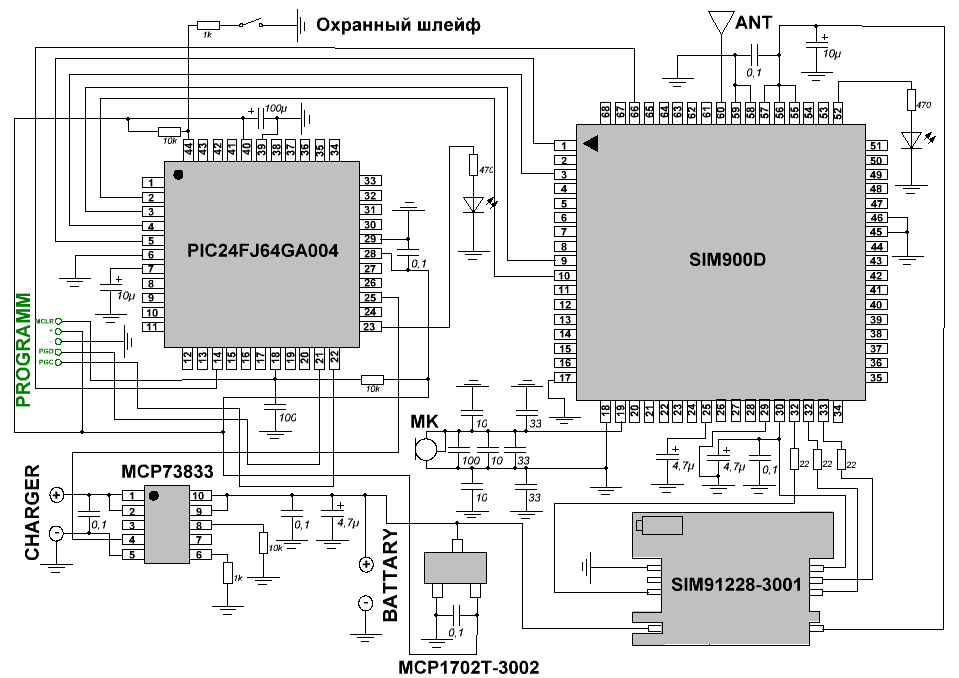 Охранный шлейф
1k
ANT
10µ
0,1
470
100µ
10k
44 43 42 41 40 39 38 37 36 35 34
68 67 66 65 64 63 62 61 60 59 58 57 56 55 54 53 52
1 2 3 4 5 6 7 8 9 10 11
PIC24FJ64GA004
33 32 31 30 29 28 27 26 25 24 23
12 13 14 15 16 17 18 19 20 21 22
470
0,1
10µ
1 2 3 4 5 6 7 8 9 10 11 12 13 14 15 16 17
SIM900D
51 50 49 48 47 46 45 44 43 42 41 40 39 38 37 36 35
18 19 20 21 22 23 24 25 26 27 28 29 30 32 32 33 34
PROGRAMM
MCLR
+
-
PGD
PGC
10k
100
MK
10
33
100
10
33
10
33
4,7µ
4,7µ
0,1
22
22
22
CHARGER
+
-
0,1
MCP73833
1 2 3 4 5
10 9 8 7 6
0,1
4,7µ
10k
1k
BATTARY
+
-
0,1
MCP1702T-3002
SIM91228-3001